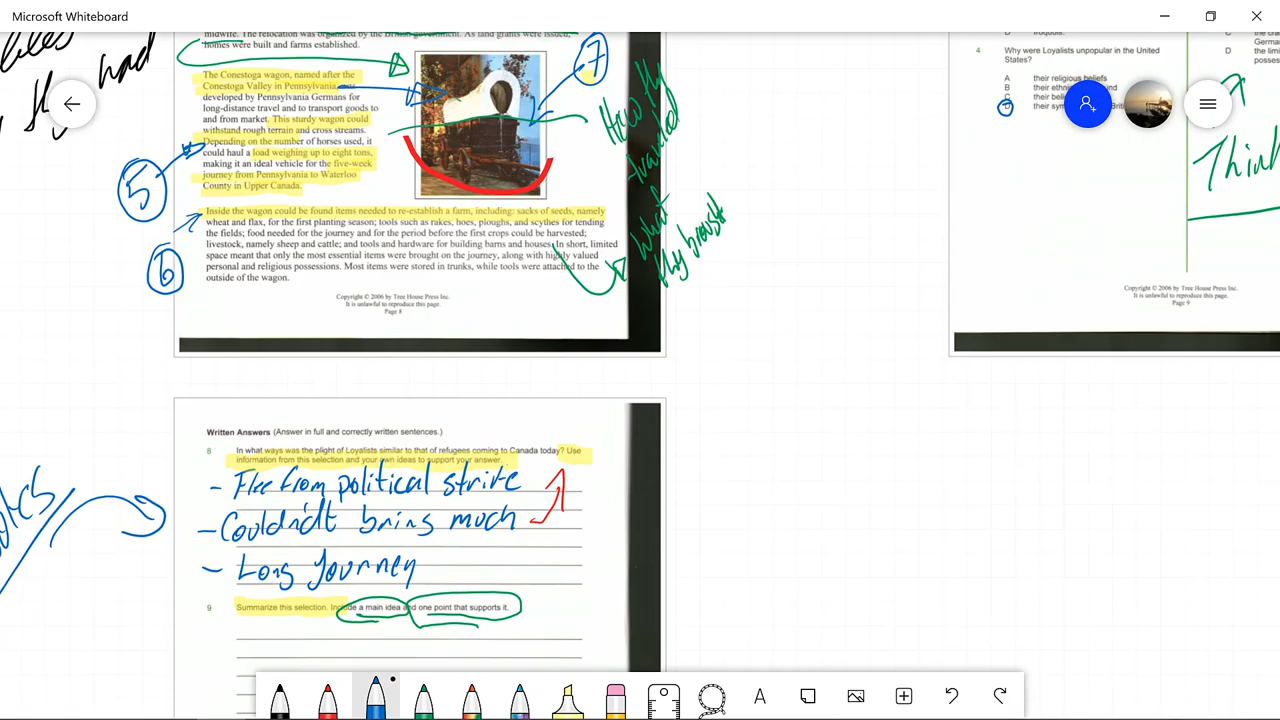 Microsoft Whiteboard
midwife. The relocation was organized by the British government. As land grants were issued,
homes were built and farms established.
The Conestoga wagon, named after the
Conestoga Valley in Pennsylvania, was
developed by Pennsylvania Germans for
long-distance travel and to transport goods to
and from market. This sturdy wagon could
withstand rough terrain and cross streams.
Depending on the number of horses used, it
could haul a load weighing up to eight tons,
making it an ideal vehicle for the five-week
journey from Pennsylvania to Waterloo
County in Upper Canada.
Inside the wagon could be found items needed to re-establish a farm, including: sacks of seeds, namely
wheat and flax, for the first planting season; tools such as rakes, hoes, ploughs, and scythes for tending
the fields; food needed for the journey and for the period before the first crops could be harvested;
livestock, namely sheep and cattle; and tools and hardware for building barns and houses. In short, limited
space meant that only the most essential items were brought on the journey, along with highly valued
personal and religious possessions. Most items were stored in trunks, while tools were attached to the
outside of the wagon.
Copyright © 2006 by Tree House Press Inc.
It is unlawful to reproduce this page.
Page 8
5
6
7
had
How they
traveled
What
they brought
4 Why were Loyalists unpopular in the United
States?
A their religious beliefs
B their
C their
D their
D
Think
Copyright © 2006 by Tree House Press Inc.
It is unlawful to reproduce this page.
Page 9
Written Answers (Answer in full and correctly written sentences.)
8 In what ways was the plight of Loyalists similar to that of refugees coming to Canada today? Use
information from this selection and your own ideas to support your answer.
- Flee from political strive
- Couldn't bring much
- Long Journey
9 Summarize this selection. Include a main idea and one point that supports it.